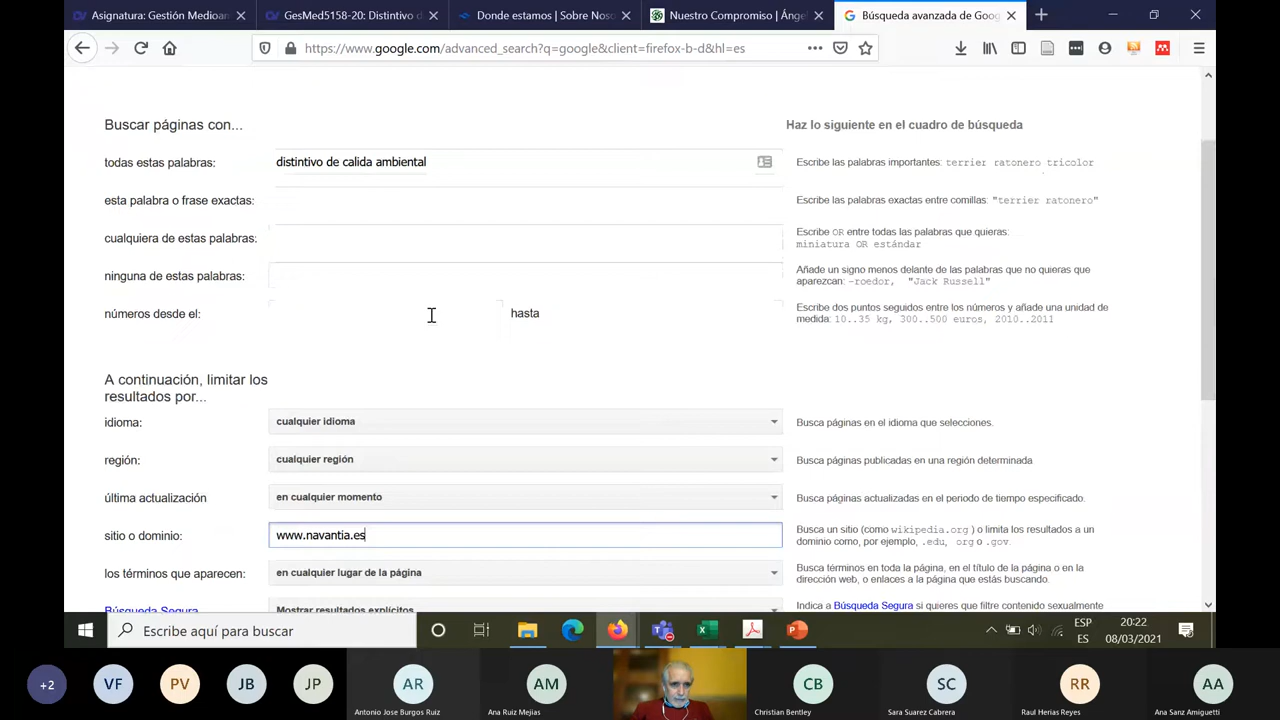 Asignatura: Gestión Medioan
GesMed5158-20: Distintivo d
Donde estamos | Sobre Noso
Nuestro Compromiso | Ángel
Búsqueda avanzada de Goog
https://www.google.com/advanced_search?q=google&client=firefox-b-d&hl=es
Buscar páginas con...
Haz lo siguiente en el cuadro de búsqueda
todas estas palabras:
distintivo de calida ambiental
Escribe las palabras importantes: terrier ratonero tricolor
esta palabra o frase exactas:
Escribe las palabras exactas entre comillas: "terrier ratonero"
cualquiera de estas palabras:
Escribe OR entre todas las palabras que quieras:
miniatura OR estándar
ninguna de estas palabras:
Añade un signo menos delante de las palabras que no quieras que
aparezcan: -roedor, "Jack Russell"
números desde el:
hasta
Escribe dos puntos seguidos entre los números y añade una unidad de
medida: 10..35 kg, 300..500 euros, 2010..2011
A continuación, limitar los
resultados por...
idioma:
cualquier idioma
Busca páginas en el idioma que selecciones.
región:
cualquier región
Busca páginas publicadas en una región determinada
última actualización
en cualquier momento
Busca páginas actualizadas en el periodo de tiempo especificado.
sitio o dominio:
www.navantia.es
Busca un sitio (como wikipedia.org ) o limita los resultados a un
dominio como, por ejemplo, .edu, org o .gov.
los términos que aparecen:
en cualquier lugar de la página
Busca términos en toda la página, en el título de la página o en la
dirección web, o enlaces a la página que estás buscando.
Búsqueda Segura
Mostrar resultados explícitos
Indica a Búsqueda Segura si quieres que filtre contenido sexualmente
Escribe aquí para buscar
ESP
ES
20:22
08/03/2021
+2
VF
PV
JB
JP
AR
Antonio Jose Burgos Ruiz
AM
Ana Ruiz Mejias
CB
Christian Bentley
SC
Sara Suarez Cabrera
RR
Raul Herias Reyes
AA
Ana Sanz Amiguetti